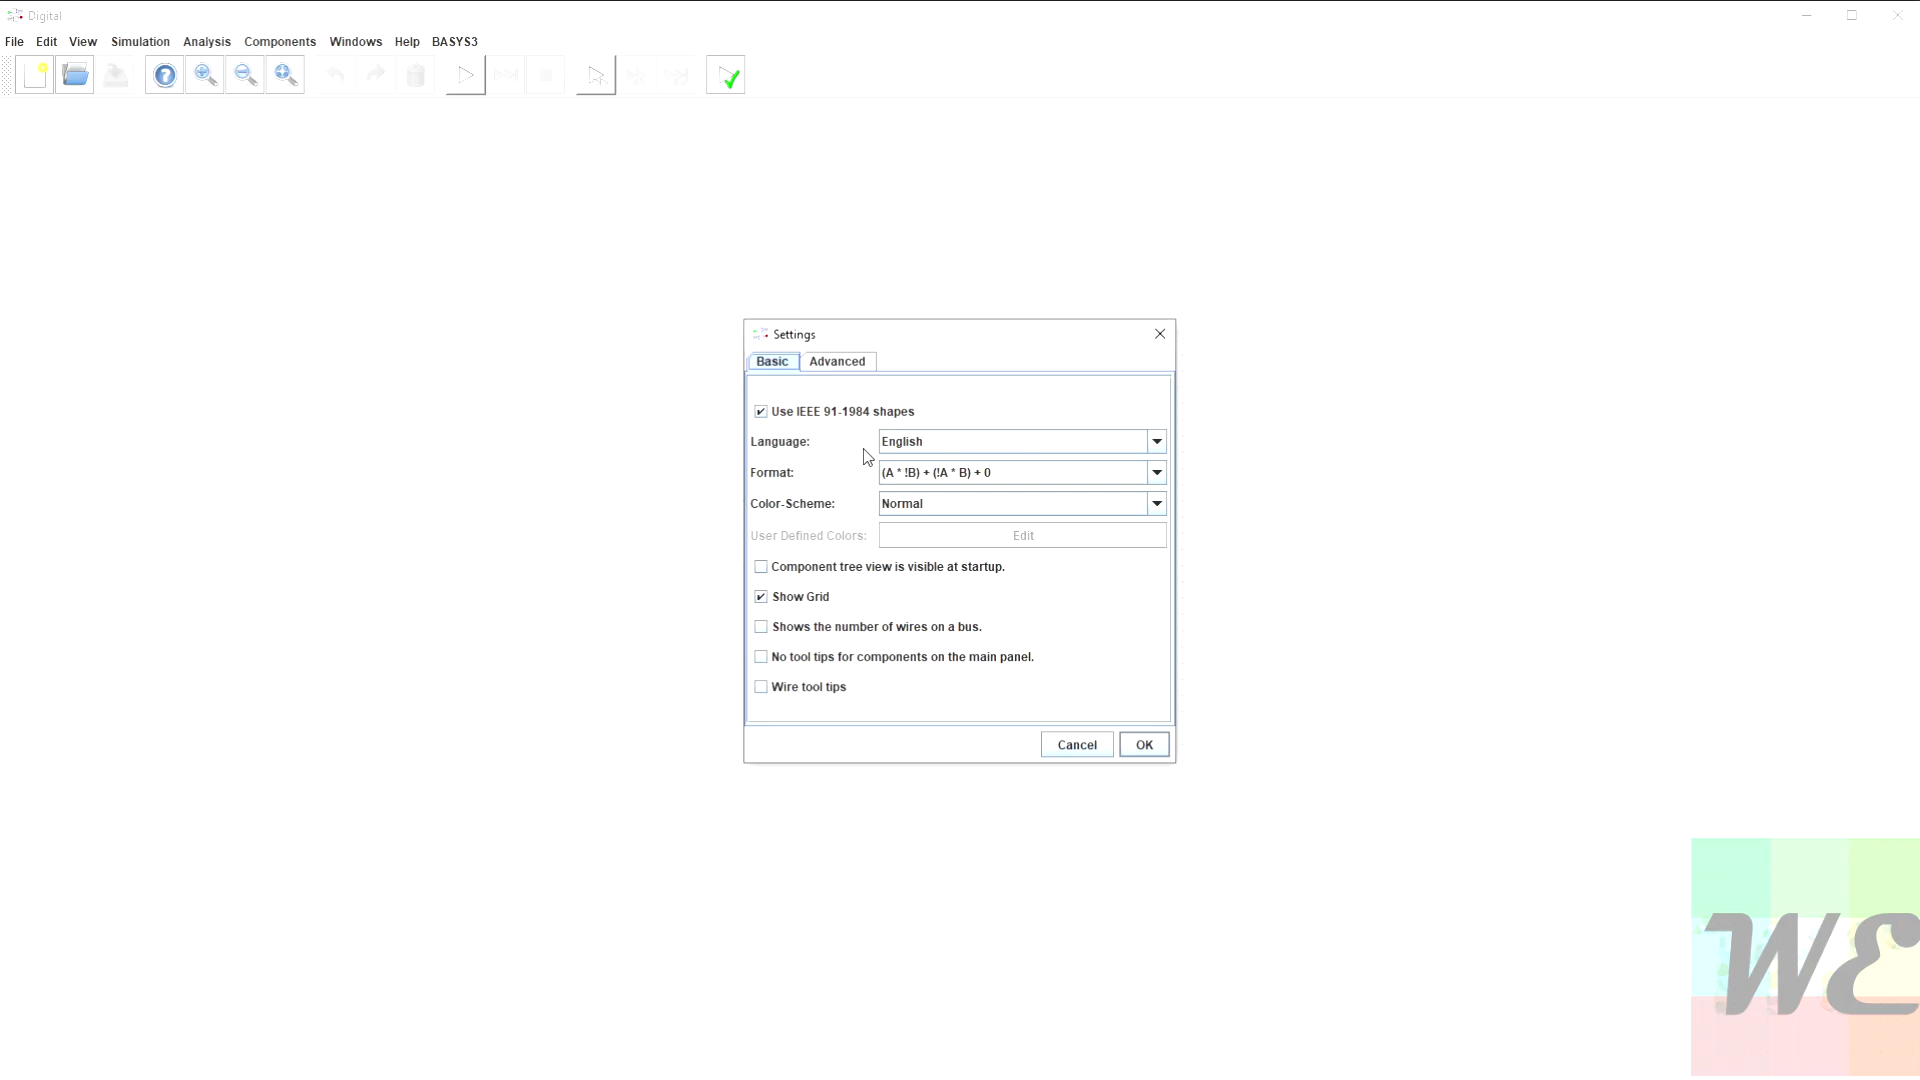 Digital
File Edit View Simulation Analysis Components Windows Help BASYS3
Settings
Basic Advanced
Use IEEE 91-1984 shapes
Language: English
Format: (A * !B) + (!A * B) + 0
Color-Scheme: Normal
User Defined Colors: Edit
Component tree view is visible at startup.
Show Grid
Shows the number of wires on a bus.
No tool tips for components on the main panel.
Wire tool tips
Cancel OK
WE